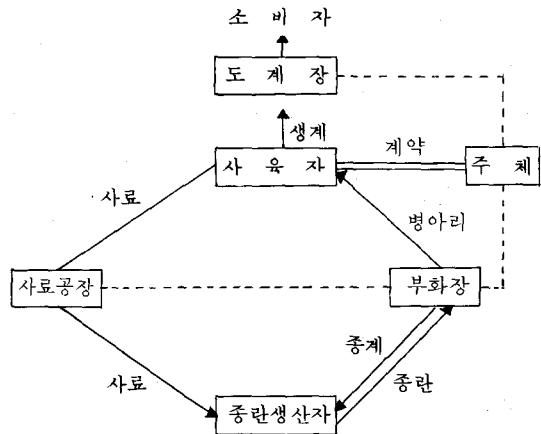 소비자
도계장
생계
계약
사육자
주체
사료
병아리
사료공장
부화장
종계
사료
종란
종란생산자